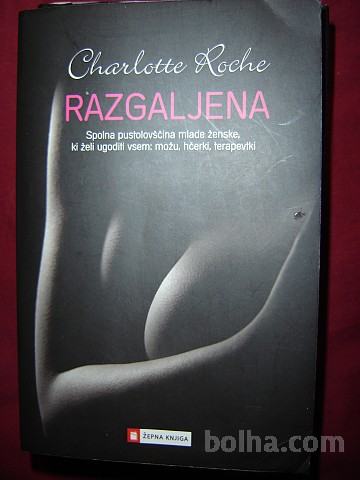 Charlotte Roche
RAZGALJENA
Spolna pustolovščina mlade ženske,
ki želi ugoditi vsem: možu, hčerki, terapevtki
ŽEPNA KNJIGA
bolha.com